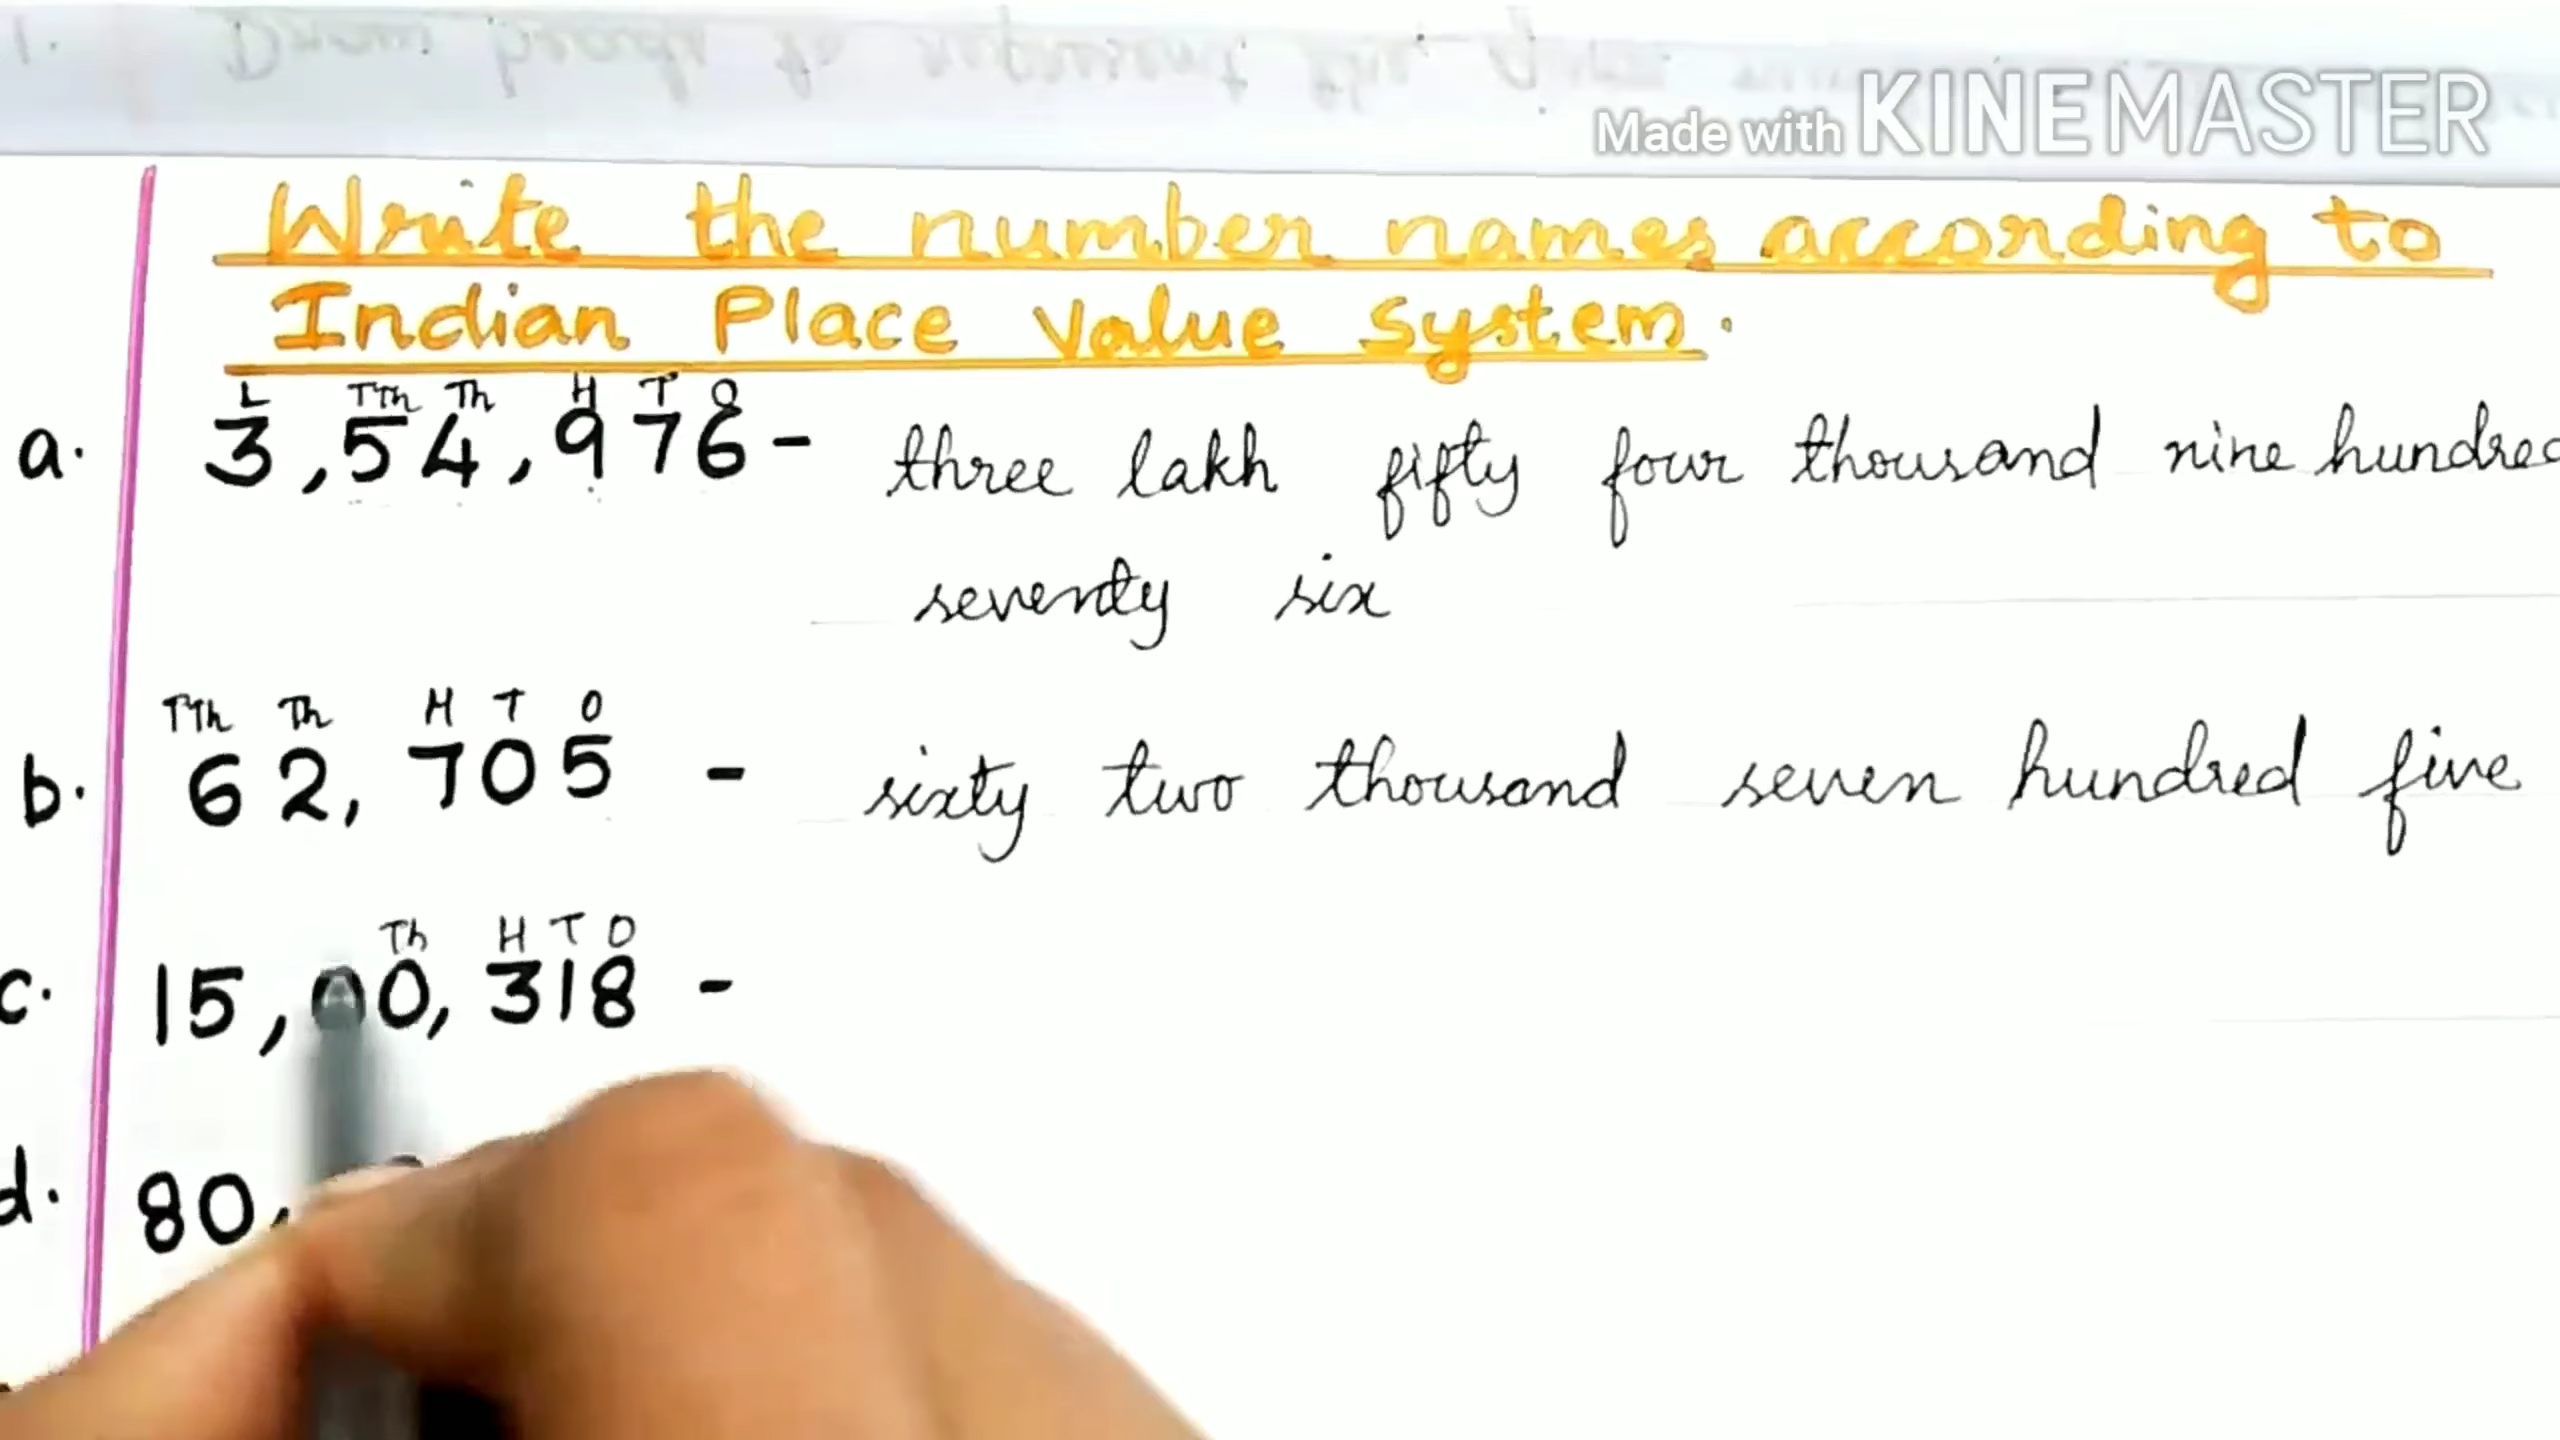 Made with KINEMASTER
Write the number names according to
Indian Place Value System.
L TTh Th H T O
a. 3,54,976 - three lakh fifty four thousand nine hundred
seventy six
TTh Th H T O
b. 62,705 - sixty two thousand seven hundred five
Th H T O
c. 15,00,318 -
d. 80,